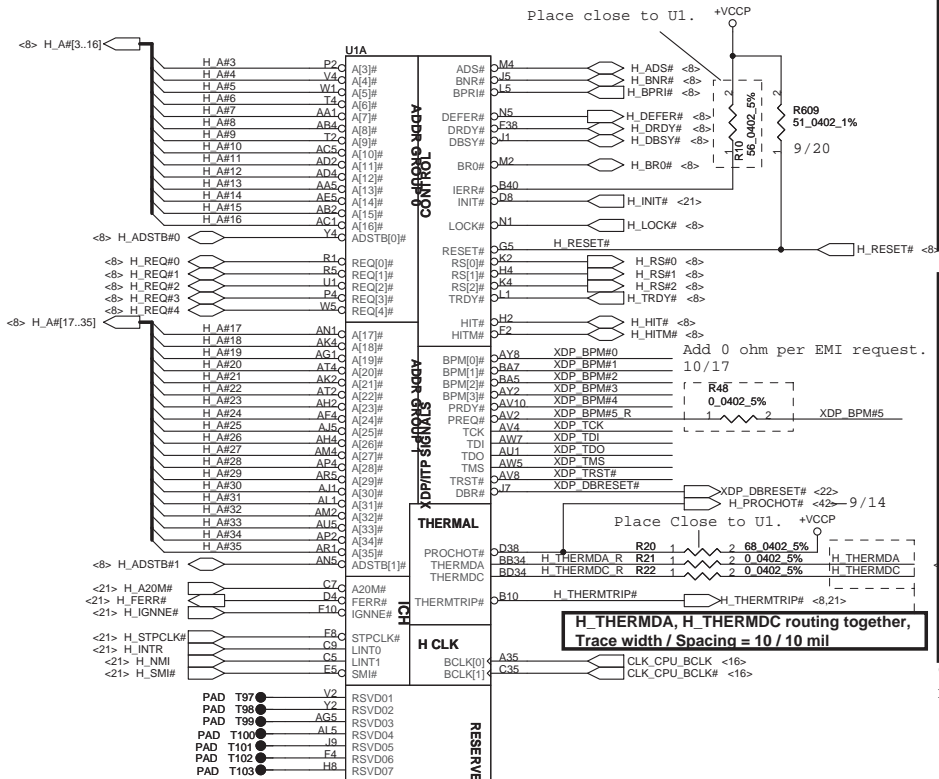 Place close to U1. +VCCP
<8> H_A#[3..16]
U1A
H_A#3 P2 A[3]#
H_A#4 V4 A[4]#
H_A#5 W1 A[5]#
H_A#6 T4 A[6]#
H_A#7 AA1 A[7]#
H_A#8 AB4 A[8]#
H_A#9 T2 A[9]#
H_A#10 AC5 A[10]#
H_A#11 AD2 A[11]#
H_A#12 AD4 A[12]#
H_A#13 AA5 A[13]#
H_A#14 AE5 A[14]#
H_A#15 AB2 A[15]#
H_A#16 AC1 A[16]#
<8> H_ADSTB#0 Y4 ADSTB[0]#
<8> H_REQ#0 R1 REQ[0]#
<8> H_REQ#1 R5 REQ[1]#
<8> H_REQ#2 U1 REQ[2]#
<8> H_REQ#3 P4 REQ[3]#
<8> H_REQ#4 W5 REQ[4]#
<8> H_A#[17..35]
H_A#17 AN1 A[17]#
H_A#18 AK4 A[18]#
H_A#19 AG1 A[19]#
H_A#20 AT4 A[20]#
H_A#21 AK2 A[21]#
H_A#22 AT2 A[22]#
H_A#23 AH2 A[23]#
H_A#24 AF4 A[24]#
H_A#25 AJ5 A[25]#
H_A#26 AH4 A[26]#
H_A#27 AM4 A[27]#
H_A#28 AP4 A[28]#
H_A#29 AR5 A[29]#
H_A#30 AJ1 A[30]#
H_A#31 AL1 A[31]#
H_A#32 AM2 A[32]#
H_A#33 AU5 A[33]#
H_A#34 AP2 A[34]#
H_A#35 AR1 A[35]#
<8> H_ADSTB#1 AN5 ADSTB[1]#
<21> H_A20M# C7 A20M#
<21> H_FERR# D4 FERR#
<21> H_IGNNE# F10 IGNNE#
<21> H_STPCLK# F8 STPCLK#
<21> H_INTR C9 LINT0
<21> H_NMI C5 LINT1
<21> H_SMI# E5 SMI#
PAD T97 V2 RSVD01
PAD T98 Y2 RSVD02
PAD T99 AG5 RSVD03
PAD T100 AL5 RSVD04
PAD T101 J9 RSVD05
PAD T102 F4 RSVD06
PAD T103 H8 RSVD07
ADDR GROUP 0
CONTROL
ADDR GROUP 1
XDP/ITP SIGNALS
THERMAL
ICH
H CLK
RESERVE
ADS# M4 H_ADS# <8>
BNR# J5 H_BNR# <8>
BPRI# L5 H_BPRI# <8>
DEFER# N5 H_DEFER# <8>
DRDY# F38 H_DRDY# <8>
DBSY# J1 H_DBSY# <8>
BR0# M2 H_BR0# <8>
IERR# B40
INIT# D8 H_INIT# <21>
LOCK# N1 H_LOCK# <8>
RESET# G5 H_RESET# H_RESET# <8>
RS[0]# K2 H_RS#0 <8>
RS[1]# H4 H_RS#1 <8>
RS[2]# K4 H_RS#2 <8>
TRDY# L1 H_TRDY# <8>
HIT# H2 H_HIT# <8>
HITM# F2 H_HITM# <8>
2 1 R10 56_0402_5%
2 1 R609
51_0402_1%
9/20
Add 0 ohm per EMI request.
10/17
BPM[0]# AY8 XDP_BPM#0
BPM[1]# BA7 XDP_BPM#1
BPM[2]# BA5 XDP_BPM#2
BPM[3]# AY2 XDP_BPM#3
PRDY# AV10 XDP_BPM#4
PREQ# AV2 XDP_BPM#5_R
R48
0_0402_5%
1 2 XDP_BPM#5
TCK AV4 XDP_TCK
TDI AW7 XDP_TDI
TDO AU1 XDP_TDO
TMS AW5 XDP_TMS
TRST# AV8 XDP_TRST#
DBR# J7 XDP_DBRESET# XDP_DBRESET# <22>
H_PROCHOT# <42> 9/14
Place Close to U1. +VCCP
PROCHOT# D38 R20 1 2 68_0402_5%
THERMDA BB34 H_THERMDA_R R21 1 2 0_0402_5% H_THERMDA
THERMDC BD34 H_THERMDC_R R22 1 2 0_0402_5% H_THERMDC
THERMTRIP# B10 H_THERMTRIP# H_THERMTRIP# <8,21>
H_THERMDA, H_THERMDC routing together,
Trace width / Spacing = 10 / 10 mil
BCLK[0] A35 CLK_CPU_BCLK <16>
BCLK[1] C35 CLK_CPU_BCLK# <16>